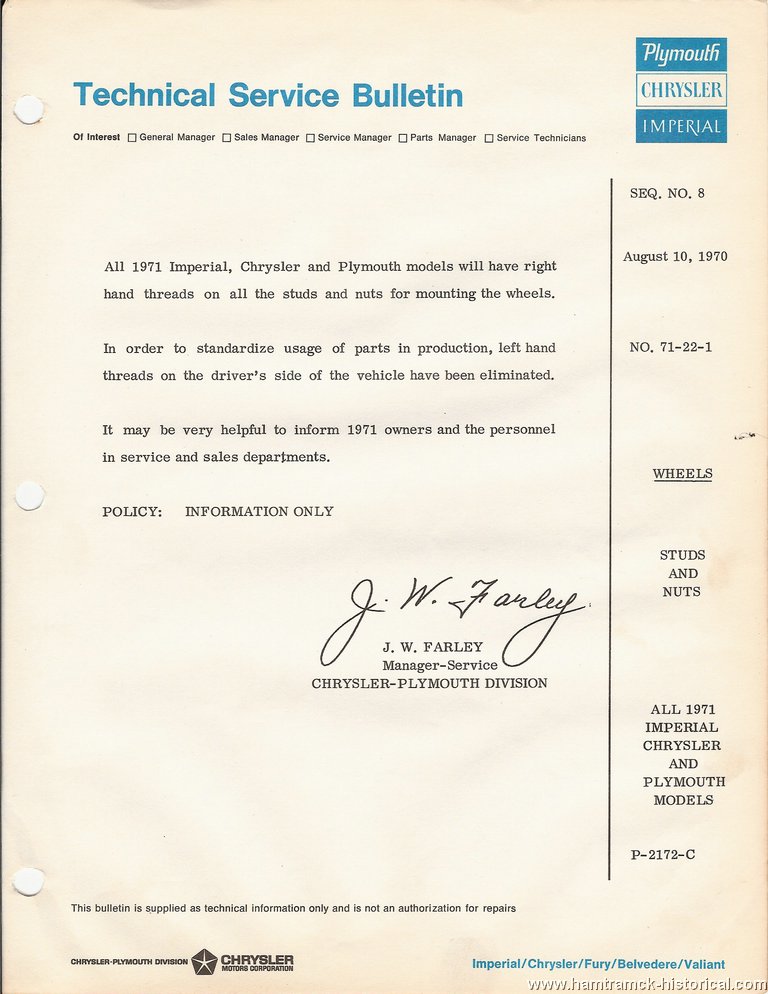 Plymouth
CHRYSLER
IMPERIAL
Technical Service Bulletin
Of Interest □ General Manager □ Sales Manager □ Service Manager □ Parts Manager □ Service Technicians
SEQ. NO. 8
August 10, 1970
NO. 71-22-1
WHEELS
STUDS
AND
NUTS
ALL 1971
IMPERIAL
CHRYSLER
AND
PLYMOUTH
MODELS
P-2172-C
All 1971 Imperial, Chrysler and Plymouth models will have right
hand threads on all the studs and nuts for mounting the wheels.
In order to standardize usage of parts in production, left hand
threads on the driver's side of the vehicle have been eliminated.
It may be very helpful to inform 1971 owners and the personnel
in service and sales departments.
POLICY: INFORMATION ONLY
J. W. Farley
J. W. FARLEY
Manager-Service
CHRYSLER-PLYMOUTH DIVISION
This bulletin is supplied as technical information only and is not an authorization for repairs
CHRYSLER-PLYMOUTH DIVISION CHRYSLER
MOTORS CORPORATION
Imperial/Chrysler/Fury/Belvedere/Valiant
www.hamtramck-historical.com